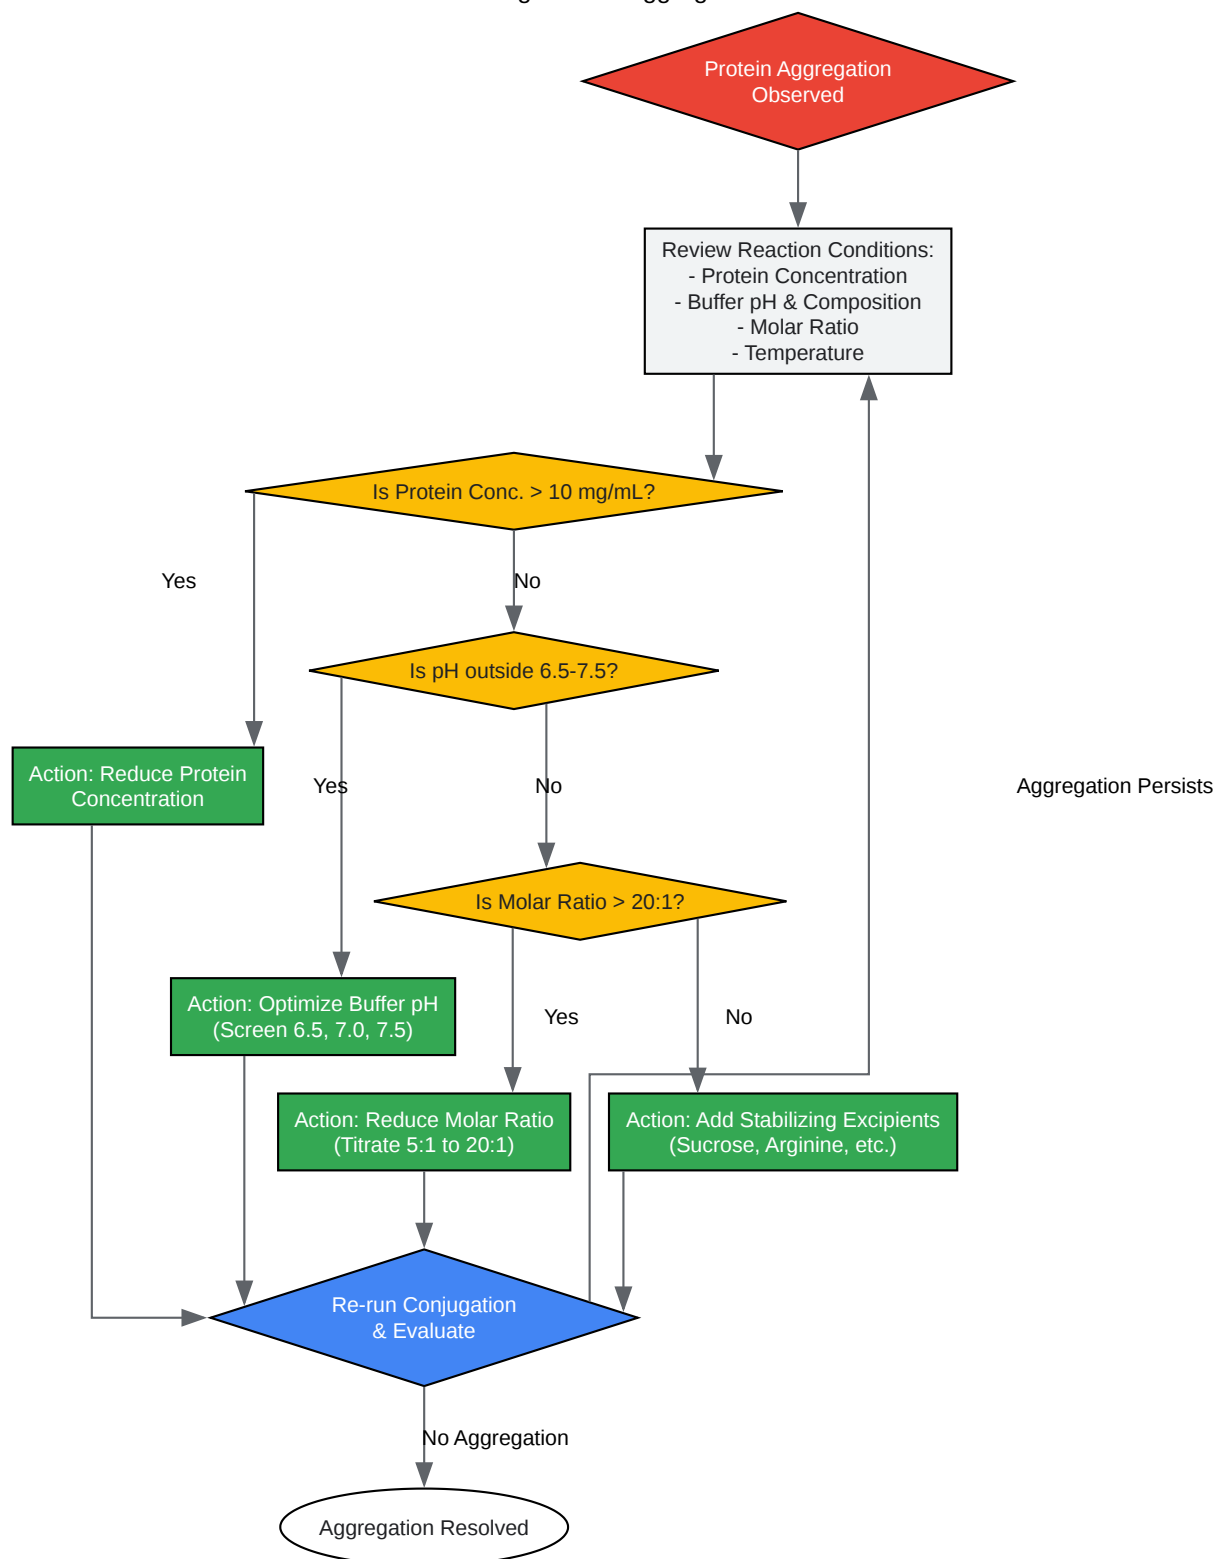 Protein Aggregation
Observed
Review Reaction Conditions:
- Protein Concentration
- Buffer pH & Composition
- Molar Ratio
- Temperature
Is Protein Conc. > 10 mg/mL?
Yes
No
Is pH outside 6.5-7.5?
Action: Reduce Protein
Concentration
Yes
No
Aggregation Persists
Is Molar Ratio > 20:1?
Action: Optimize Buffer pH
(Screen 6.5, 7.0, 7.5)
Yes
No
Action: Reduce Molar Ratio
(Titrate 5:1 to 20:1)
Action: Add Stabilizing Excipients
(Sucrose, Arginine, etc.)
Re-run Conjugation
& Evaluate
No Aggregation
Aggregation Resolved